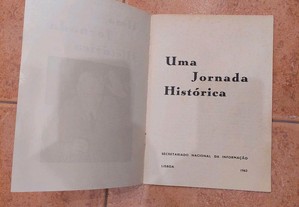 Uma
Jornada
Histórica
SECRETARIADO NACIONAL DA INFORMAÇÃO
LISBOA